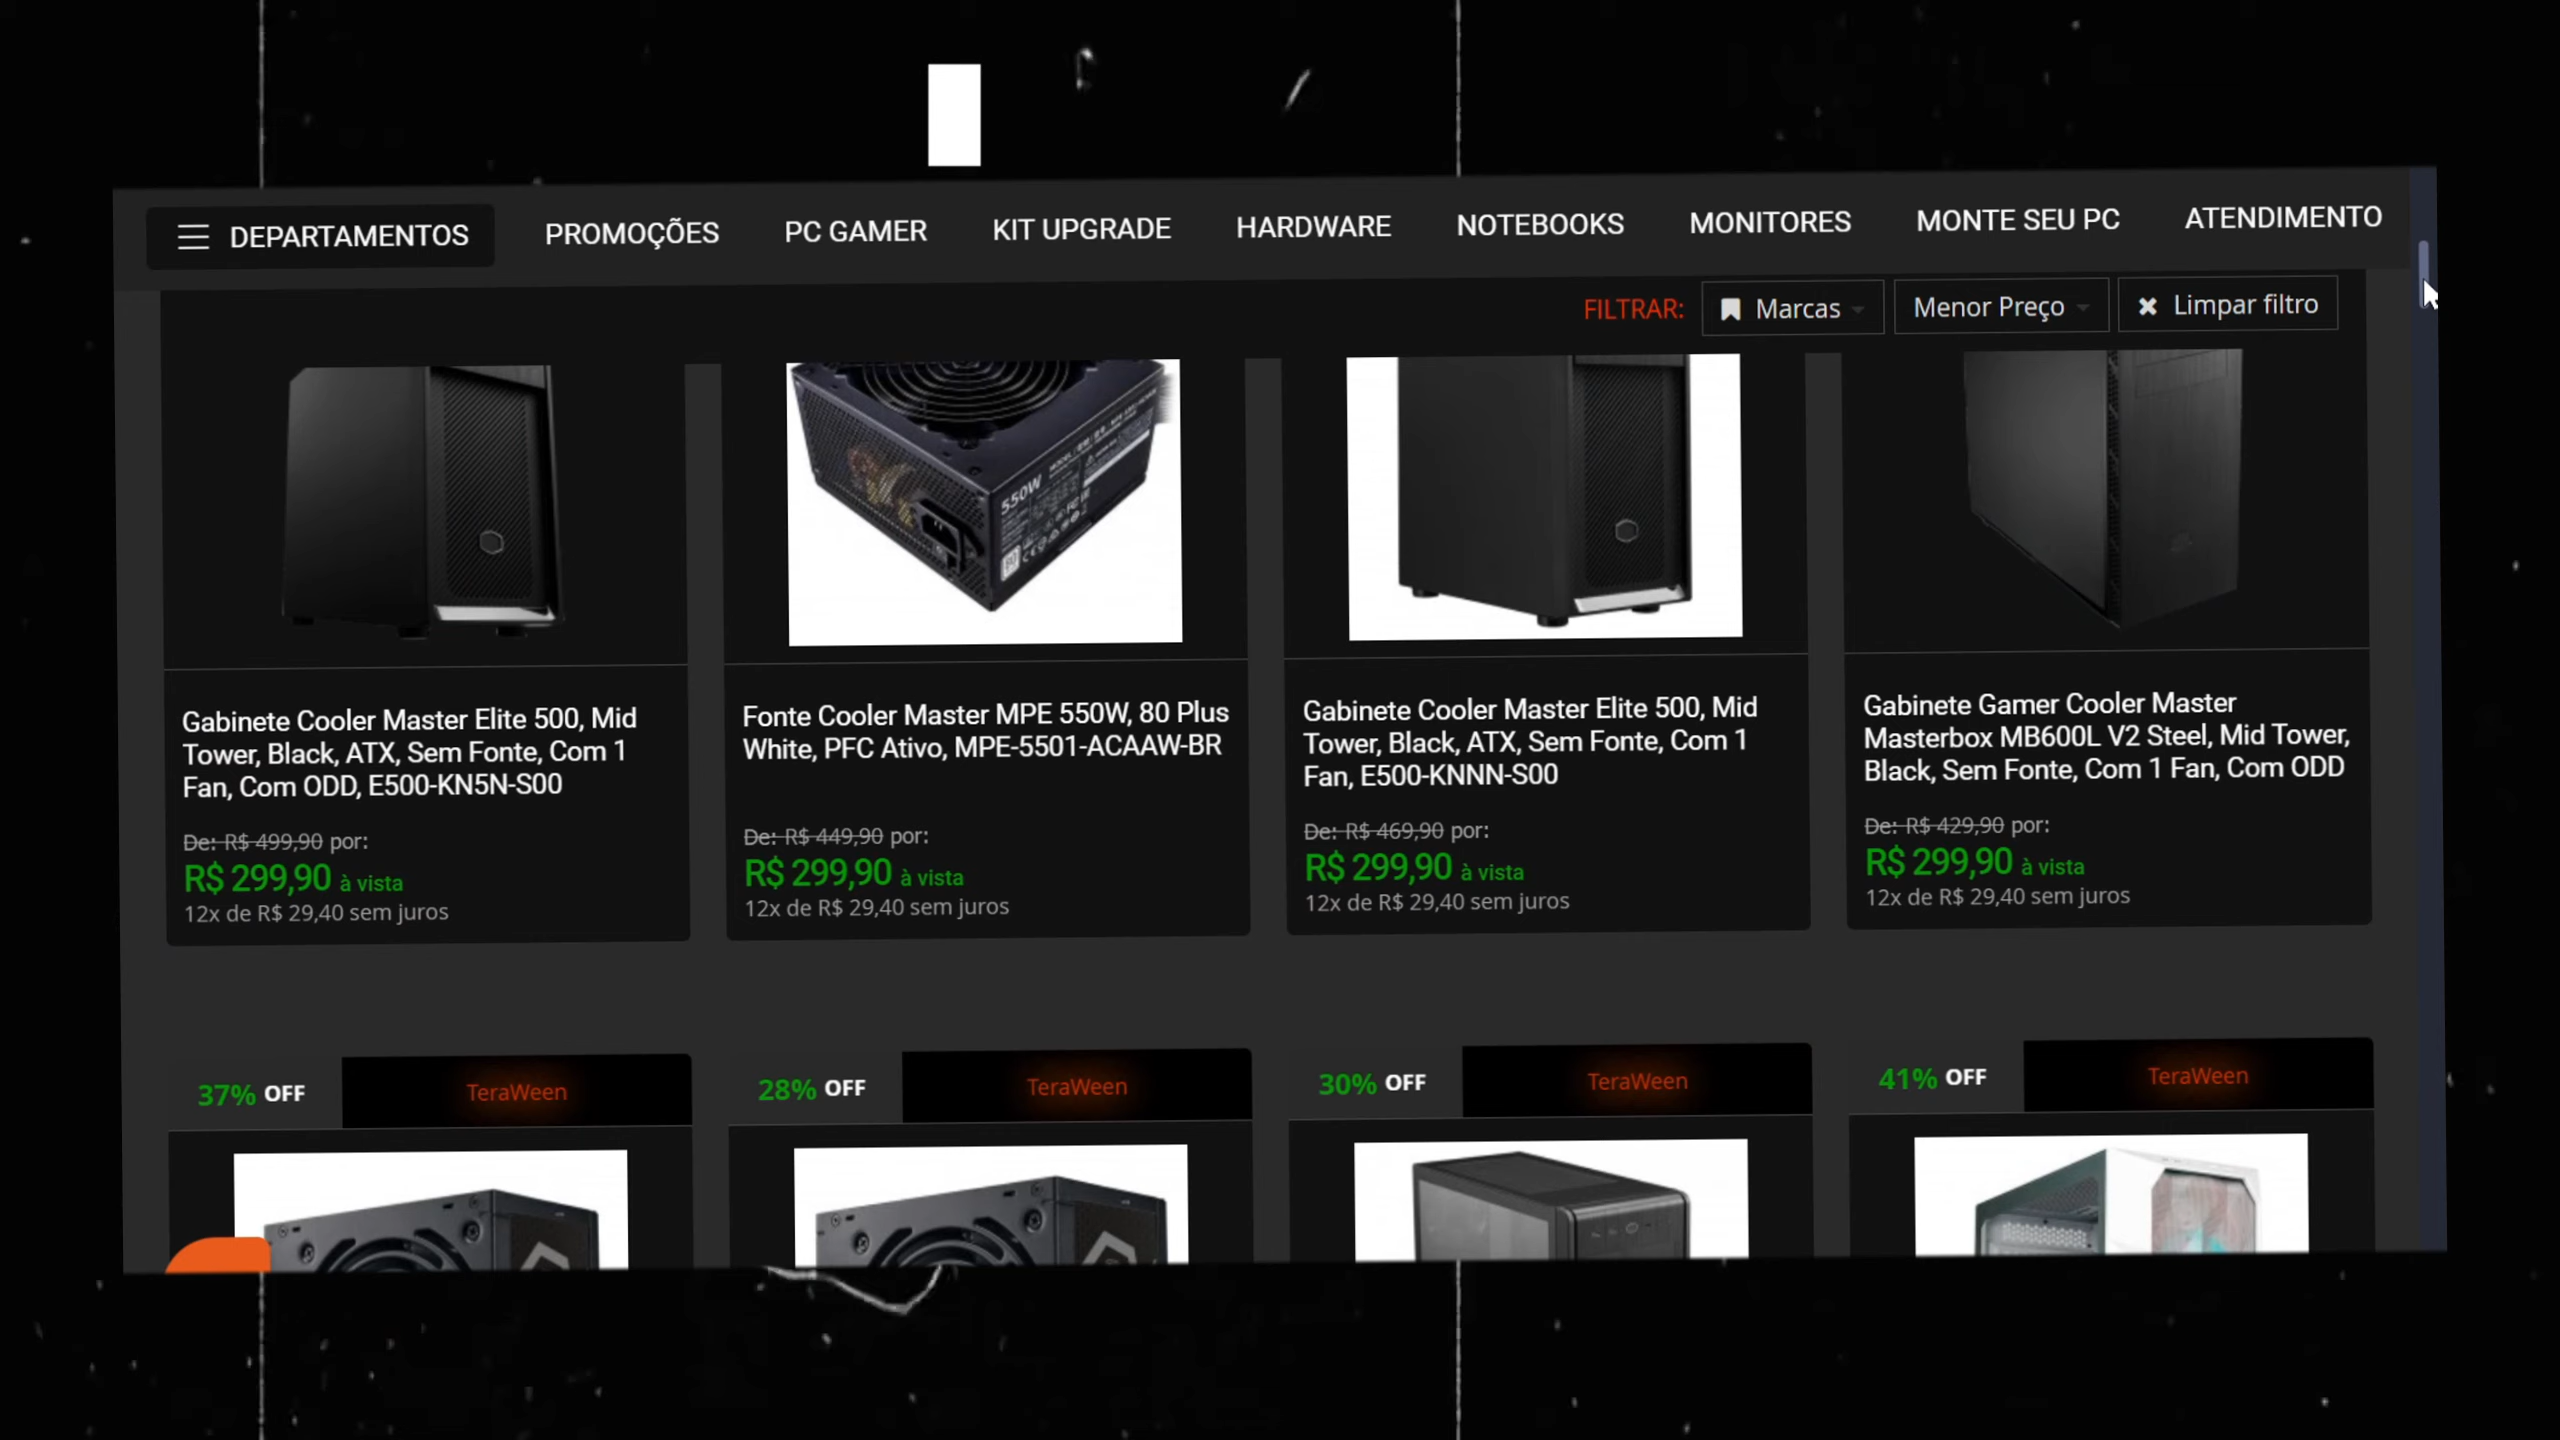 DEPARTAMENTOS PROMOÇÕES PC GAMER KIT UPGRADE HARDWARE NOTEBOOKS MONITORES MONTE SEU PC ATENDIMENTO
FILTRAR: Marcas Menor Preço Limpar filtro
550W
Gabinete Cooler Master Elite 500, Mid
Tower, Black, ATX, Sem Fonte, Com 1
Fan, Com ODD, E500-KN5N-S00
De: R$ 499,90 por:
R$ 299,90 à vista
12x de R$ 29,40 sem juros
Fonte Cooler Master MPE 550W, 80 Plus
White, PFC Ativo, MPE-5501-ACAAW-BR
De: R$ 449,90 por:
R$ 299,90 à vista
12x de R$ 29,40 sem juros
Gabinete Cooler Master Elite 500, Mid
Tower, Black, ATX, Sem Fonte, Com 1
Fan, E500-KNNN-S00
De: R$ 469,90 por:
R$ 299,90 à vista
12x de R$ 29,40 sem juros
Gabinete Gamer Cooler Master
Masterbox MB600L V2 Steel, Mid Tower,
Black, Sem Fonte, Com 1 Fan, Com ODD
De: R$ 429,90 por:
R$ 299,90 à vista
12x de R$ 29,40 sem juros
37% OFF TeraWeen
28% OFF TeraWeen
30% OFF TeraWeen
41% OFF TeraWeen